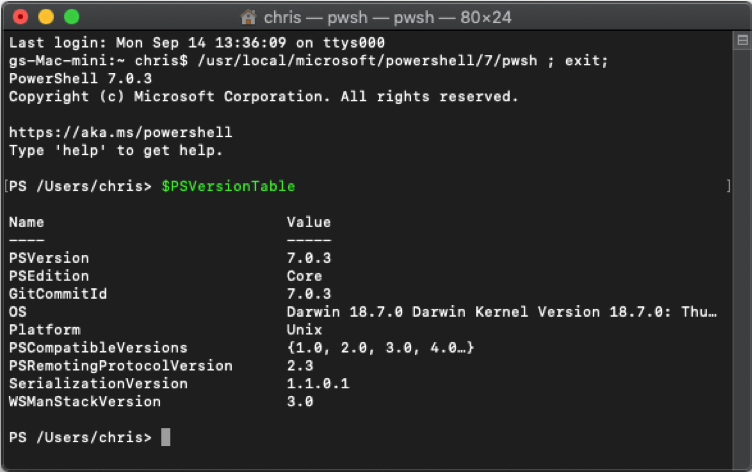 chris — pwsh — pwsh — 80×24
Last login: Mon Sep 14 13:36:09 on ttys000
gs-Mac-mini:~ chris$ /usr/local/microsoft/powershell/7/pwsh ; exit;
PowerShell 7.0.3
Copyright (c) Microsoft Corporation. All rights reserved.
https://aka.ms/powershell
Type 'help' to get help.
[PS /Users/chris> $PSVersionTable ]
Name Value
---- -----
PSVersion 7.0.3
PSEdition Core
GitCommitId 7.0.3
OS Darwin 18.7.0 Darwin Kernel Version 18.7.0: Thu…
Platform Unix
PSCompatibleVersions {1.0, 2.0, 3.0, 4.0…}
PSRemotingProtocolVersion 2.3
SerializationVersion 1.1.0.1
WSManStackVersion 3.0
PS /Users/chris>